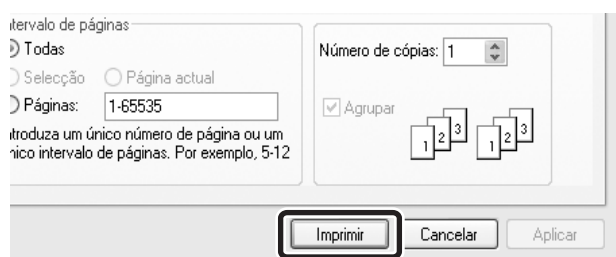 tervalo de páginas
Todas
Selecção Página actual
Páginas: 1-65535
troduza um único número de página ou um
nico intervalo de páginas. Por exemplo, 5-12
Número de cópias: 1
Agrupar
1 2 3 1 2 3
Imprimir Cancelar Aplicar